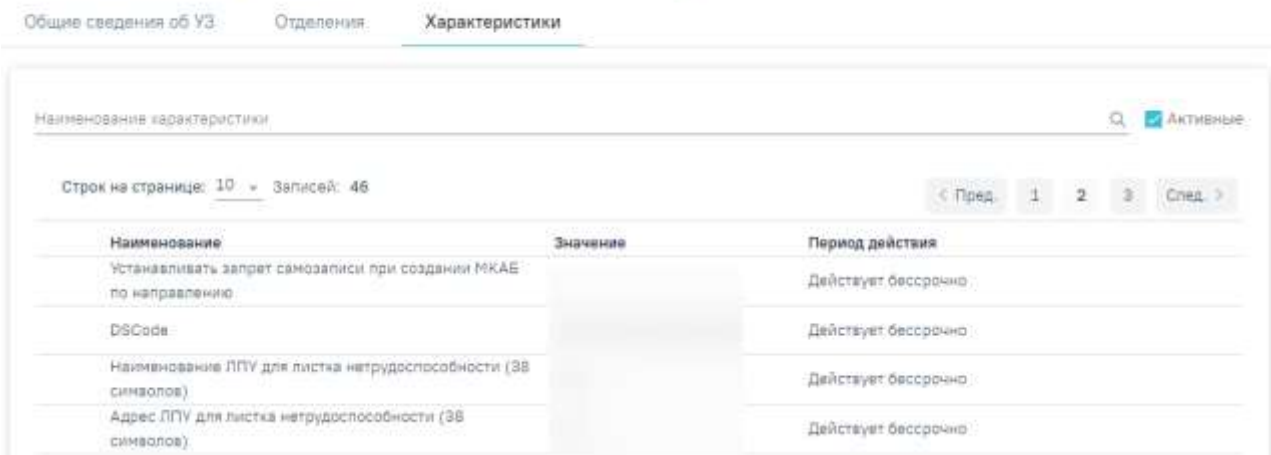 Общие сведения об УЗ Отделения Характеристики
Наименование характеристики Активные
Строк на странице: 10 Записей: 46 < Пред. 1 2 3 След. >
Наименование Значение Период действия
Устанавливать запрет самозаписи при создании МКАБ
по направлению
Действует бессрочно
DSCode Действует бессрочно
Наименование ЛПУ для листка нетрудоспособности (38
символов)
Действует бессрочно
Адрес ЛПУ для листка нетрудоспособности (38
символов)
Действует бессрочно